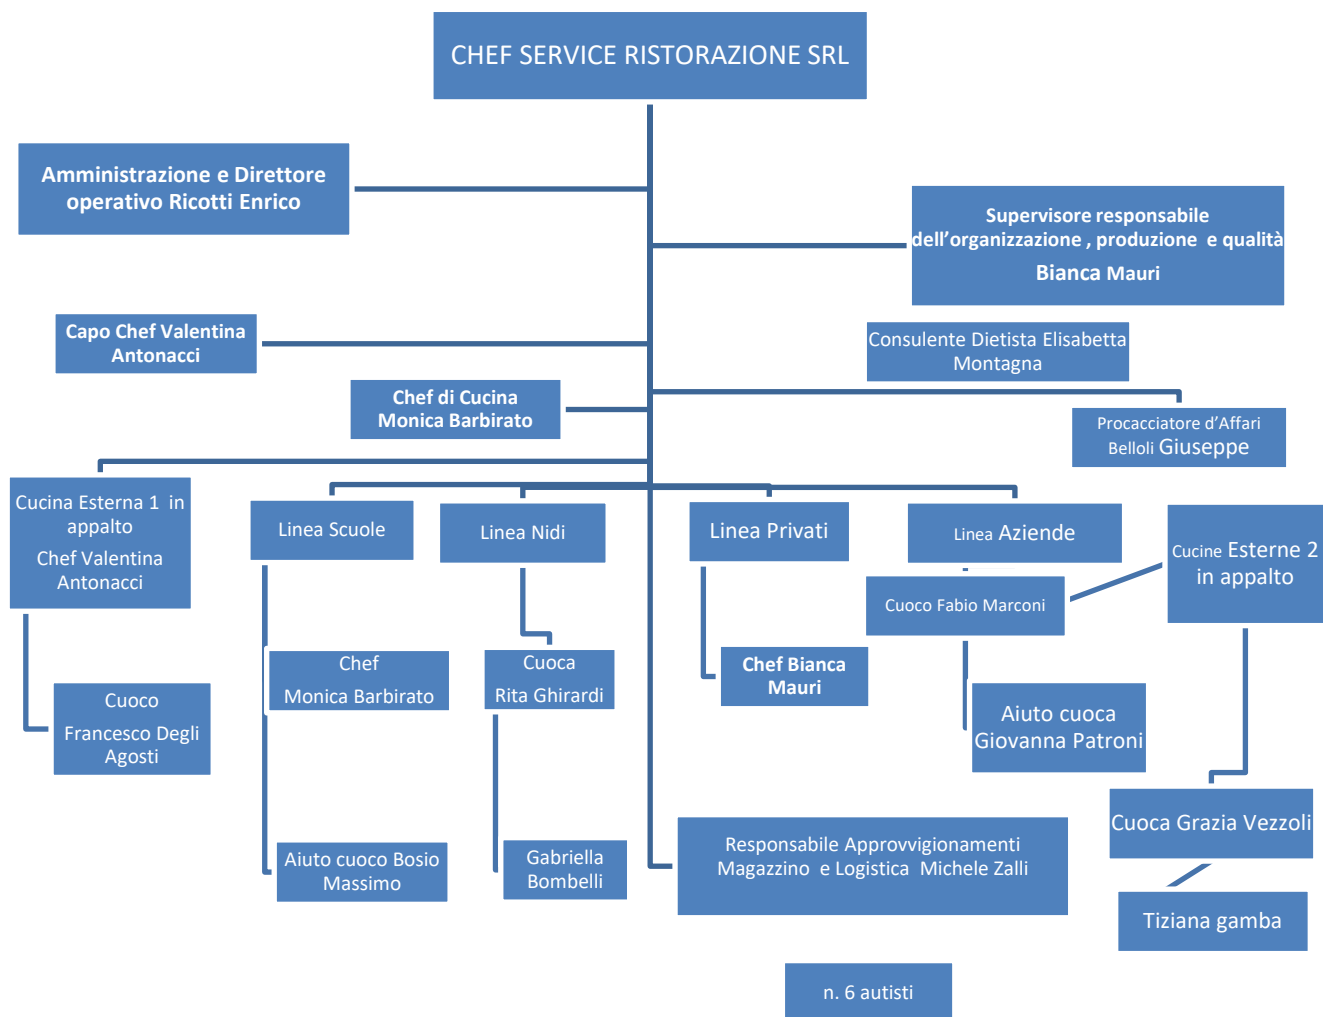 CHEF SERVICE RISTORAZIONE SRL
Amministrazione e Direttore
operativo Ricotti Enrico
Supervisore responsabile
dell'organizzazione , produzione e qualità
Bianca Mauri
Capo Chef Valentina
Antonacci
Consulente Dietista Elisabetta
Montagna
Chef di Cucina
Monica Barbirato
Procacciatore d'Affari
Belloli Giuseppe
Cucina Esterna 1 in
appalto
Chef Valentina
Antonacci
Linea Scuole
Linea Nidi
Linea Privati
Linea Aziende
Cucine Esterne 2
in appalto
Cuoco Fabio Marconi
Chef
Monica Barbirato
Cuoca
Rita Ghirardi
Chef Bianca
Mauri
Cuoco
Francesco Degli
Agosti
Aiuto cuoca
Giovanna Patroni
Cuoca Grazia Vezzoli
Aiuto cuoco Bosio
Massimo
Gabriella
Bombelli
Responsabile Approvvigionamenti
Magazzino e Logistica Michele Zalli
Tiziana gamba
n. 6 autisti